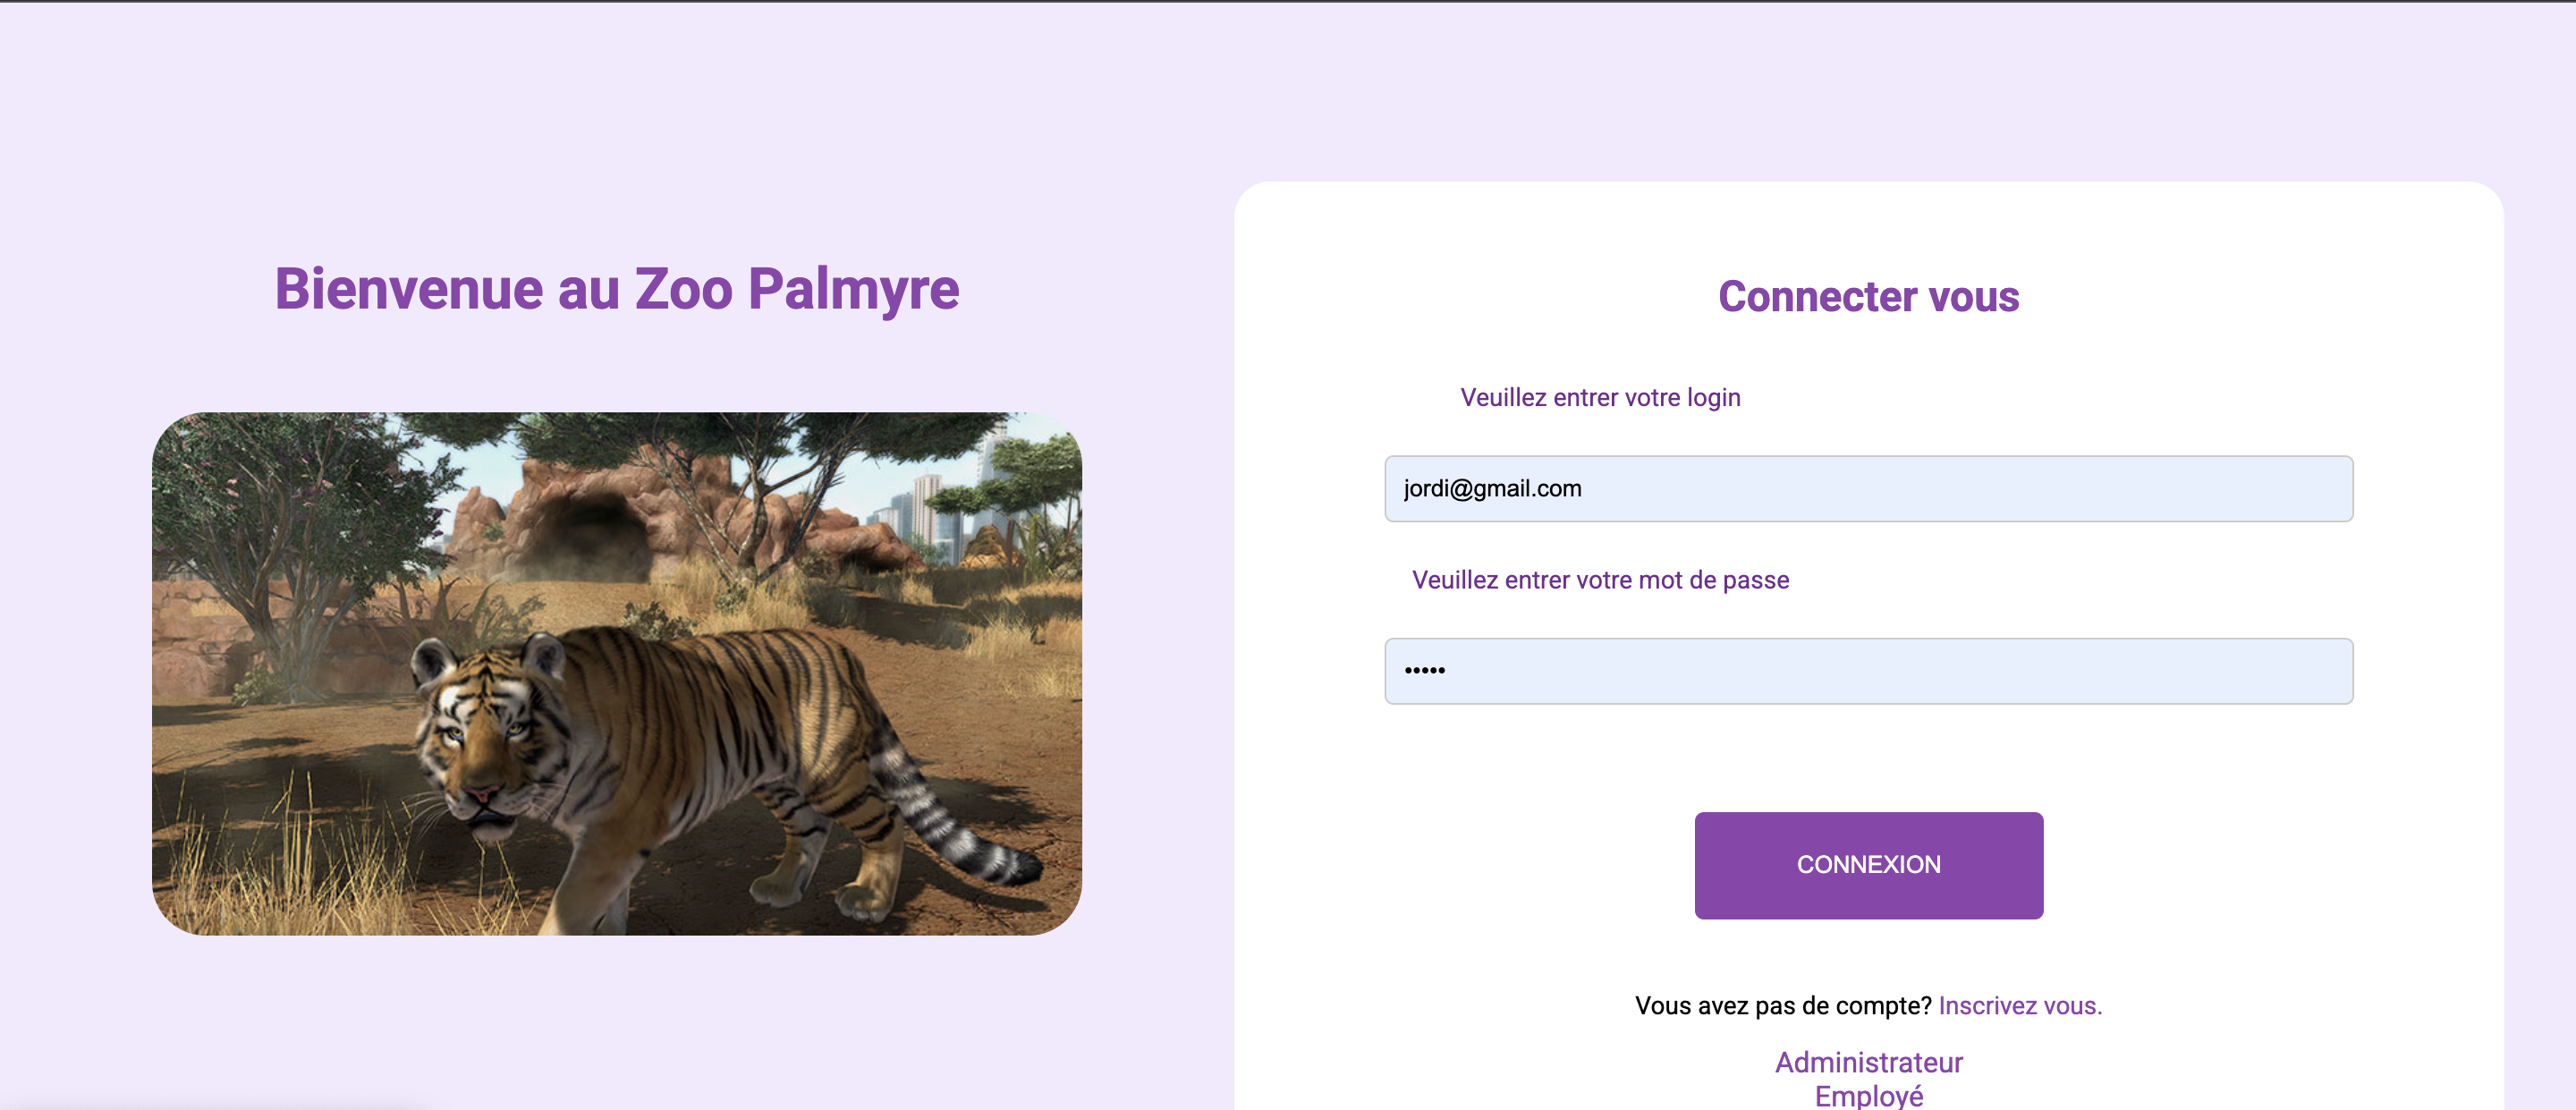 Bienvenue au Zoo Palmyre
Connecter vous
Veuillez entrer votre login
jordi@gmail.com
Veuillez entrer votre mot de passe
•••••
CONNEXION
Vous avez pas de compte? Inscrivez vous.
Administrateur
Employé